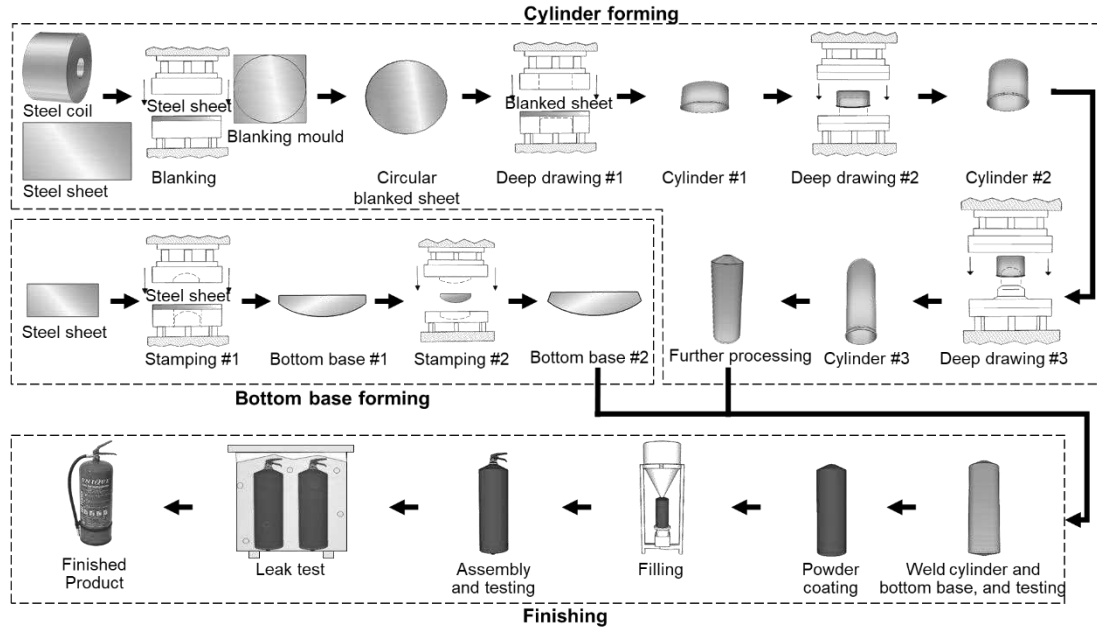 Cylinder forming
Steel coil
Steel sheet
Steel sheet
Blanking
Blanking mould
Circular
blanked sheet
Blanked sheet
Deep drawing #1
Cylinder #1
Deep drawing #2
Cylinder #2
Deep drawing #3
Cylinder #3
Further processing
Steel sheet
Steel sheet
Stamping #1
Bottom base #1
Stamping #2
Bottom base #2
Bottom base forming
Weld cylinder and
bottom base, and testing
Powder
coating
Filling
Assembly
and testing
Leak test
UNIQUE
Finished
Product
Finishing